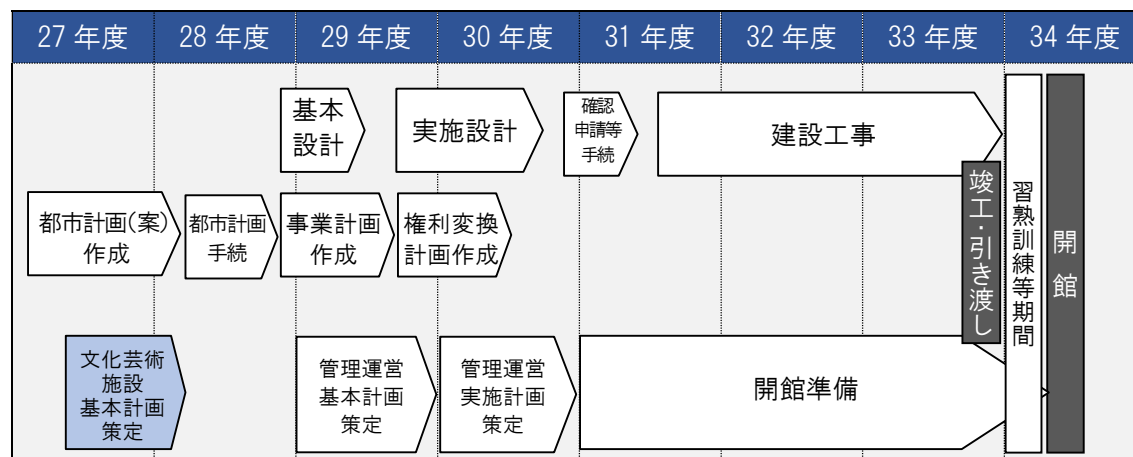 27 年度
28 年度
29 年度
30 年度
31 年度
32 年度
33 年度
34 年度
基本
設計
実施設計
確認
申請等
手続
建設工事
都市計画(案)
作成
都市計画
手続
事業計画
作成
権利変換
計画作成
竣工・引き渡し
習熟訓練等期間
開館
文化芸術
施設
基本計画
策定
管理運営
基本計画
策定
管理運営
実施計画
策定
開館準備